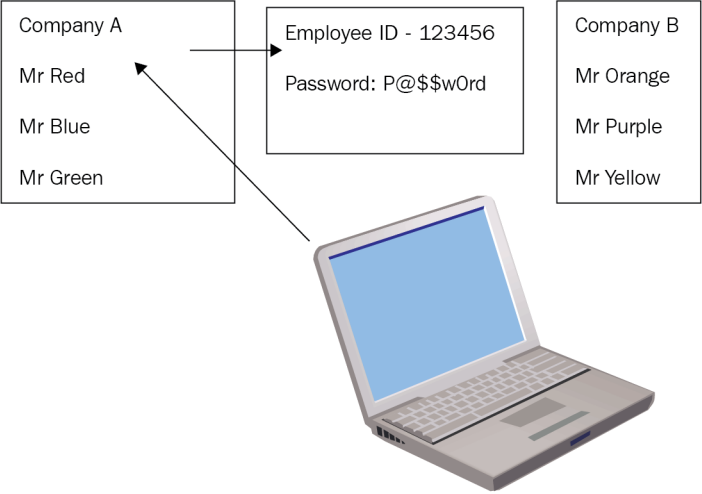 Company A
Mr Red
Mr Blue
Mr Green
Employee ID - 123456
Password: P@$$w0rd
Company B
Mr Orange
Mr Purple
Mr Yellow